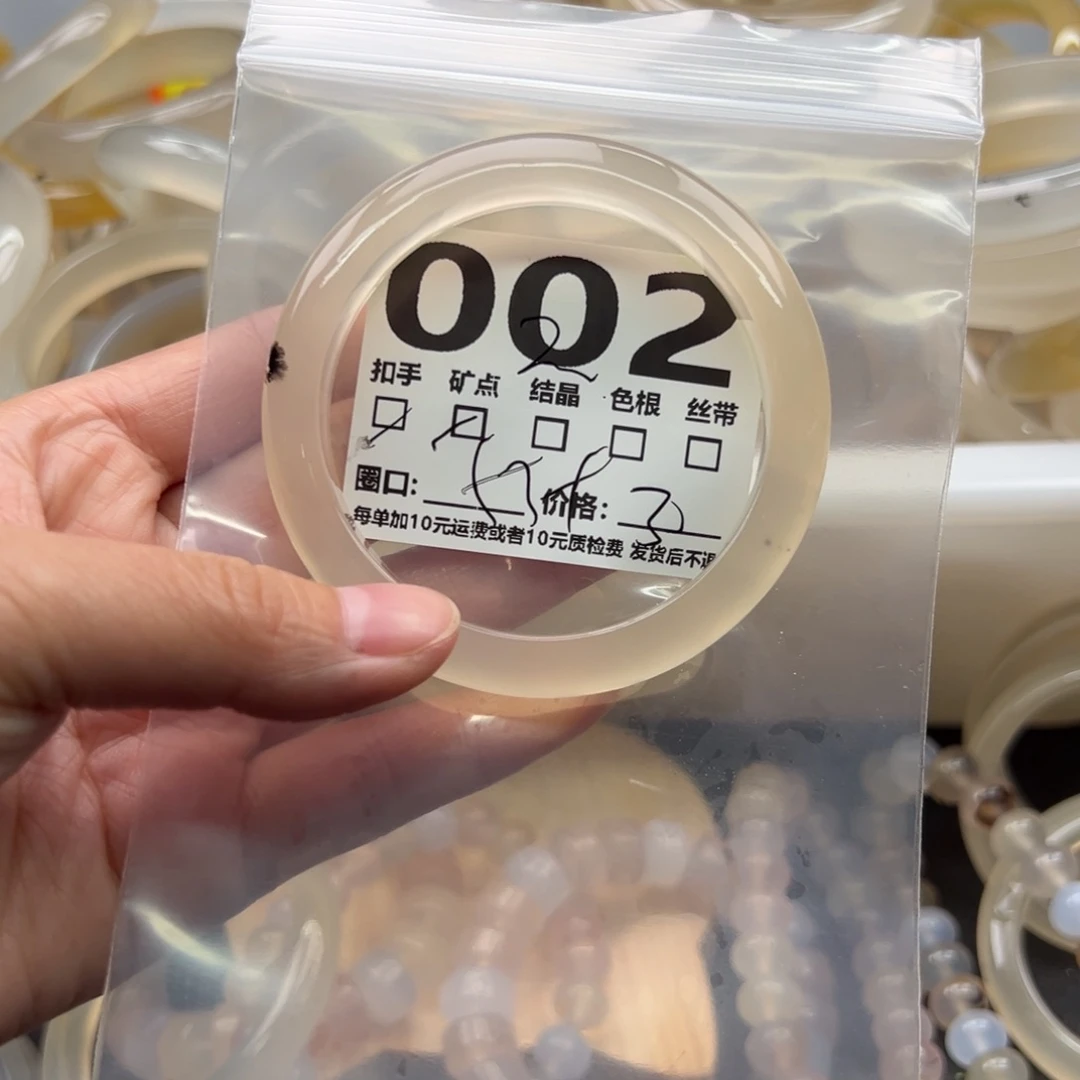 002
扣手 矿点 结晶 色根 丝带
圈口: 价格: 3
每单加10元运费或者10元质检费 发货后不退